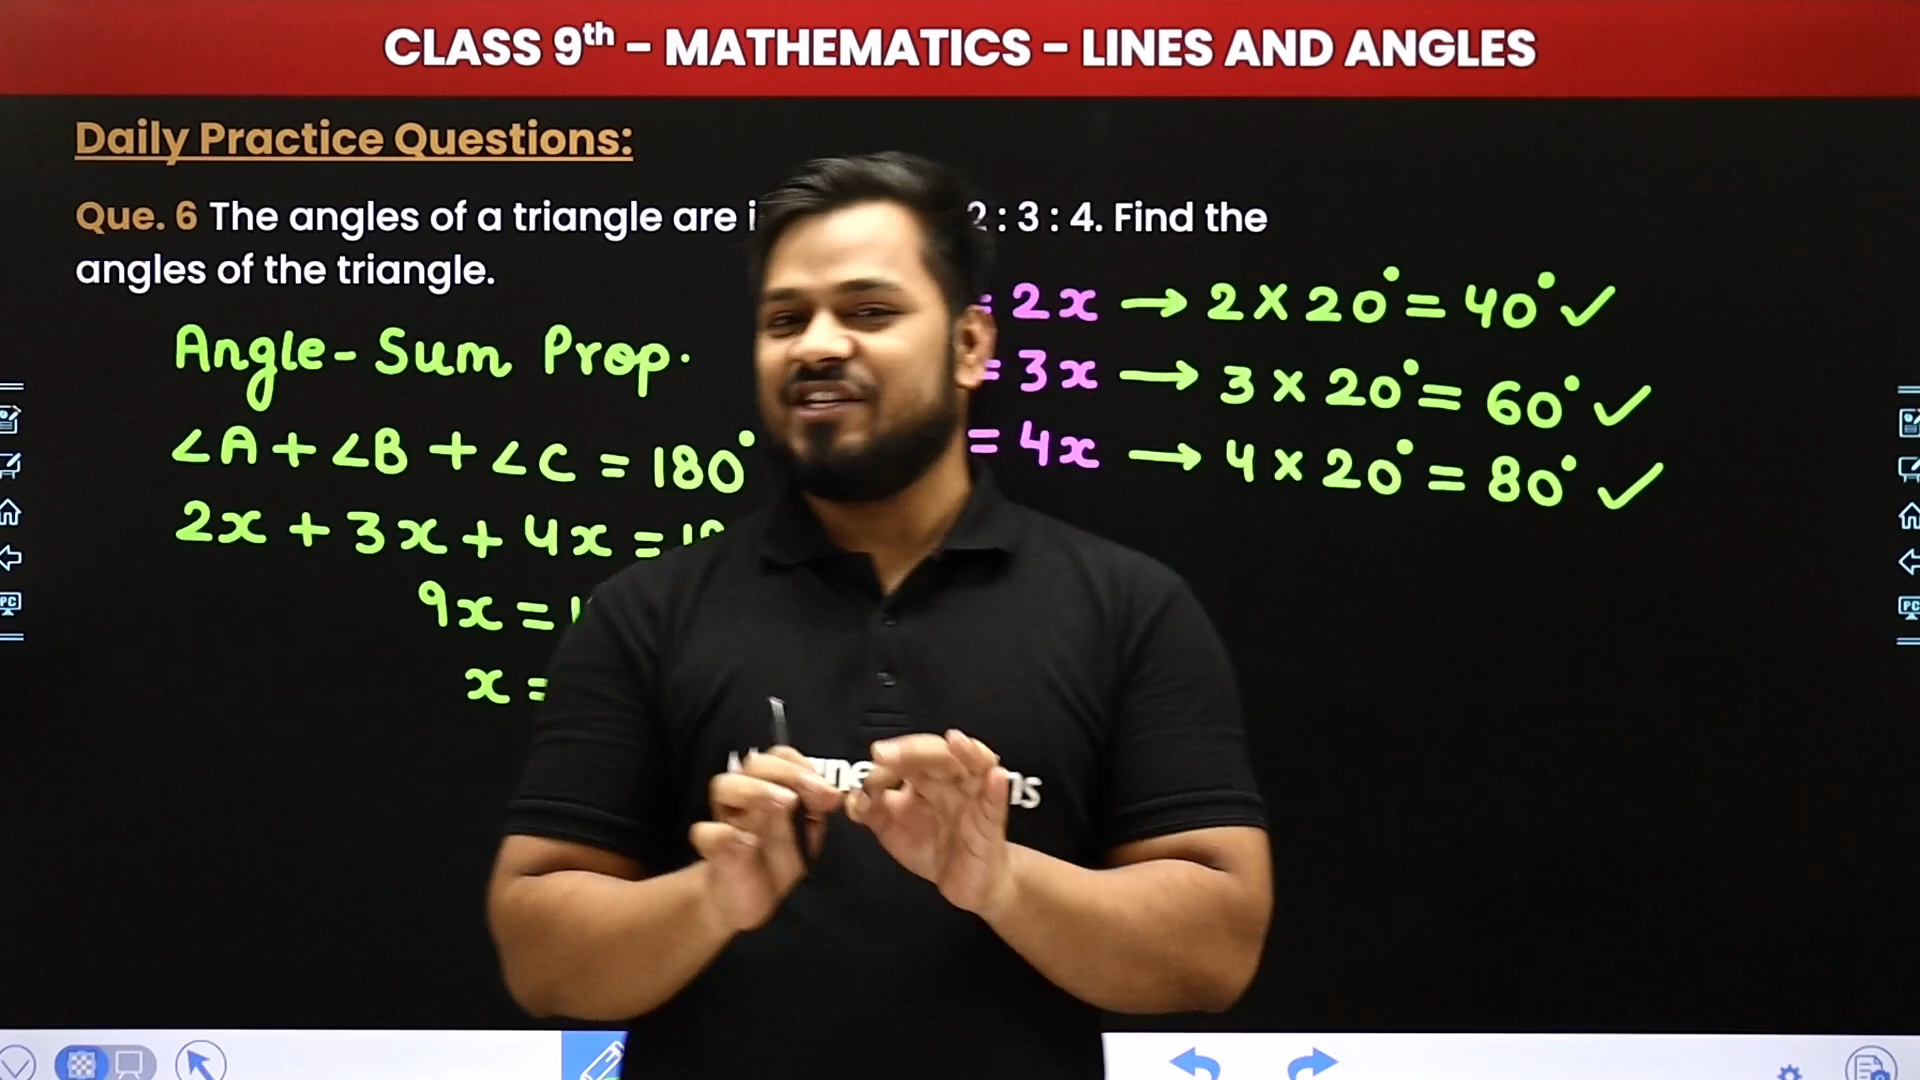 CLASS 9th – MATHEMATICS – LINES AND ANGLES
Daily Practice Questions:
Que. 6 The angles of a triangle are 2 : 3 : 4. Find the
angles of the triangle.
= 2x → 2 × 20° = 40° ✓
= 3x → 3 × 20° = 60° ✓
= 4x → 4 × 20° = 80° ✓
Angle-Sum Prop.
∠A + ∠B + ∠C = 180°
2x + 3x + 4x =
9x =
x =
PC
PC